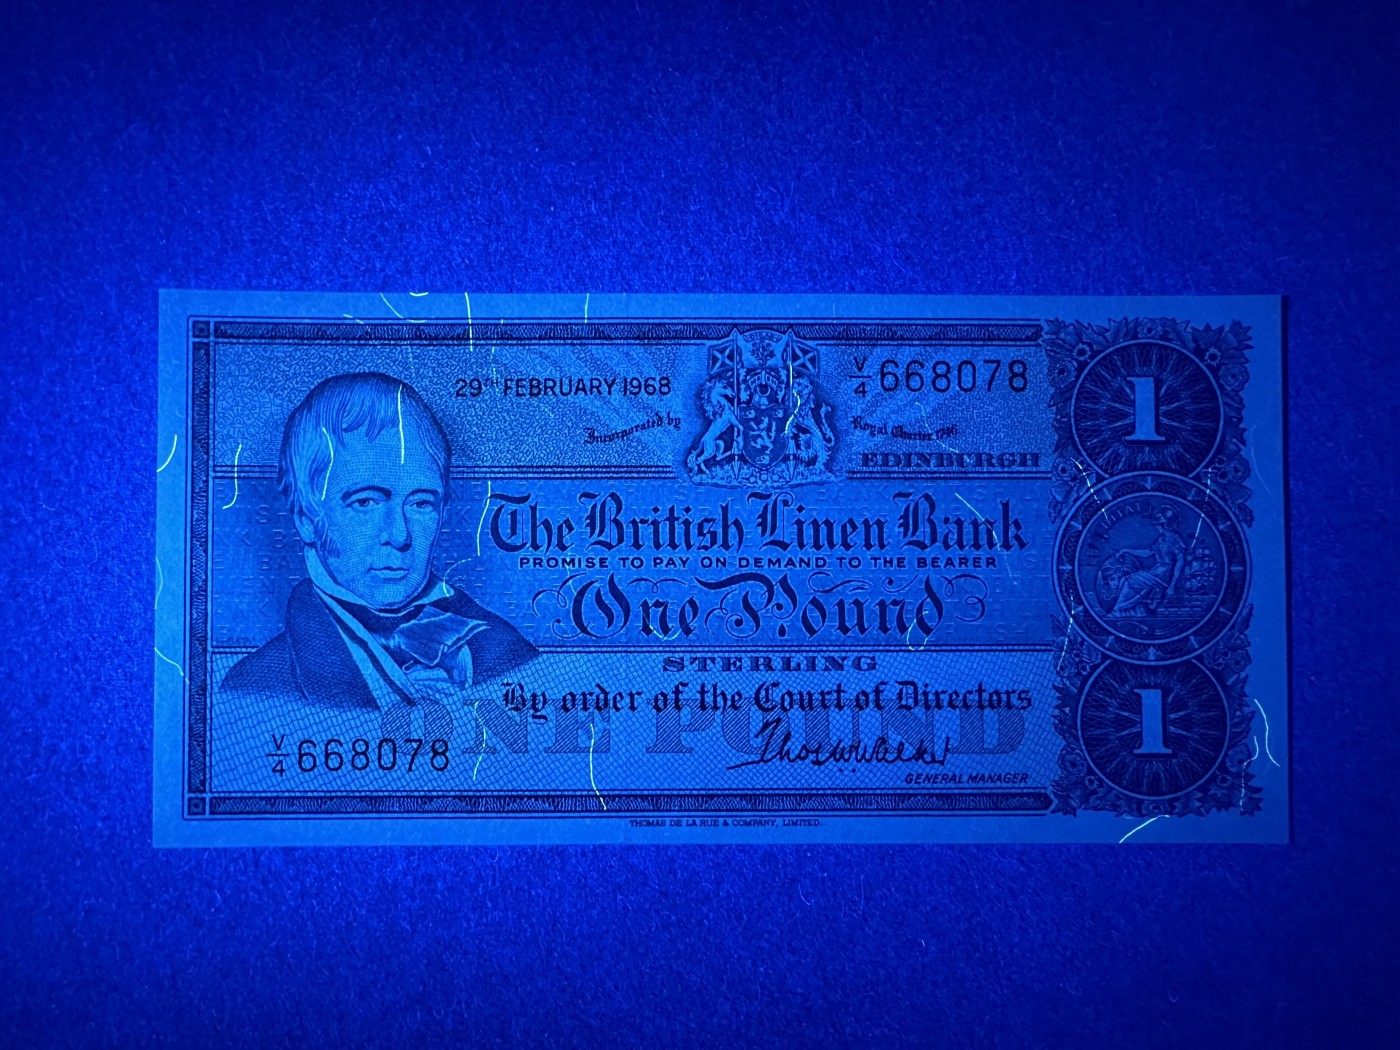 29TH FEBRUARY 1968
V/4 668078
Incorporated by
Royal Charter 1746
EDINBURGH
The British Linen Bank
PROMISE TO PAY ON DEMAND TO THE BEARER
One Pound
STERLING
By order of the Court of Directors
ONE POUND
V/4 668078
Thos W Walker
GENERAL MANAGER
THOMAS DE LA RUE & COMPANY, LIMITED.
1
1